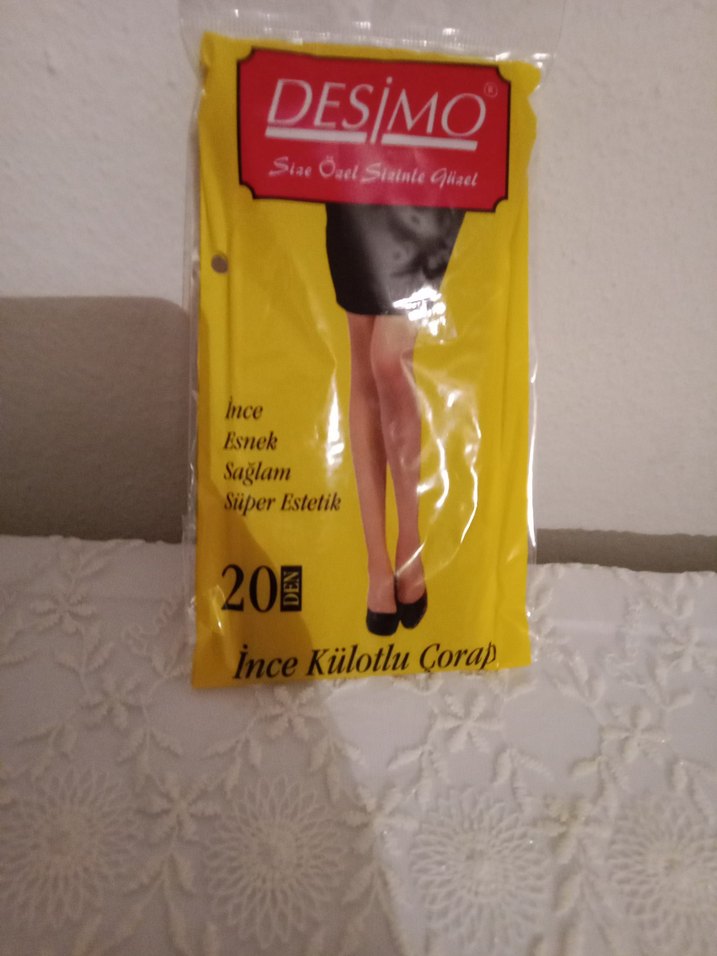 DESİMO ®
Size Özel Sizinle Güzel
İnce
Esnek
Sağlam
Süper Estetik
20 DEN
İnce Külotlu Çorap